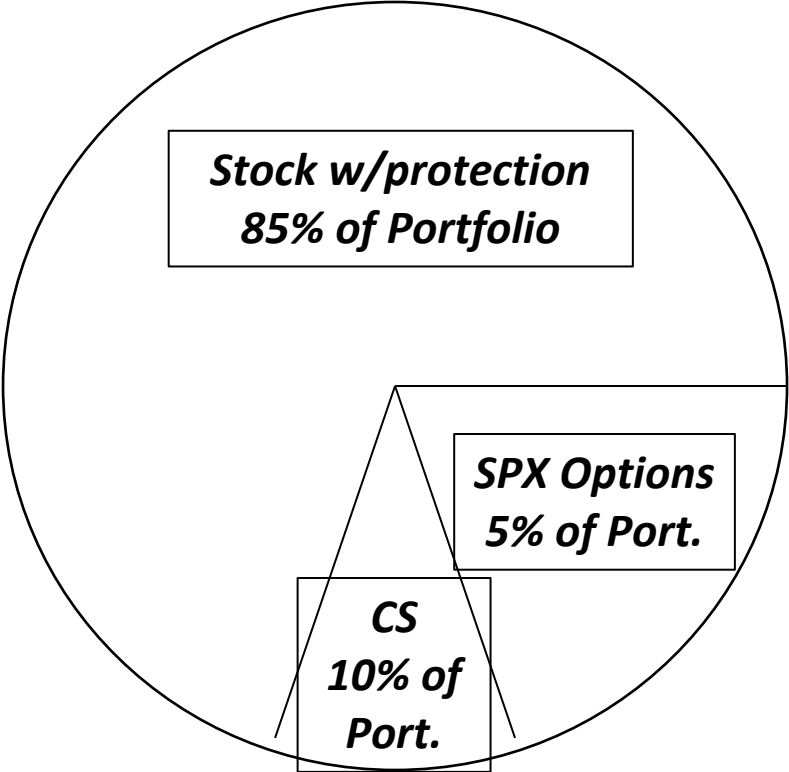 Stock w/protection
85% of Portfolio
SPX Options
5% of Port.
CS
10% of
Port.